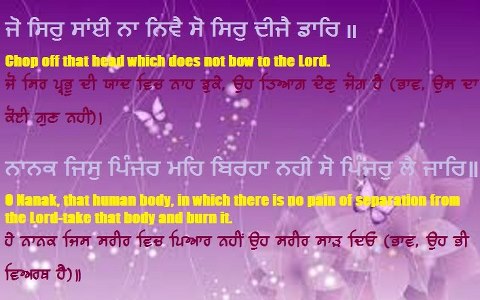 ਜੋ ਸਿਰੁ ਸਾਂਈ ਨਾ ਨਿਵੈ ਸੋ ਸਿਰੁ ਦੀਜੈ ਡਾਰਿ ॥
Chop off that head which does not bow to the Lord.
ਜੋ ਸਿਰ ਪ੍ਰਭੂ ਦੀ ਯਾਦ ਵਿਚ ਨਾਹ ਝੁਕੇ, ਉਹ ਤਿਆਗ ਦੇਣੁ ਜੋਗ ਹੈ (ਭਾਵ, ਉਸ ਦਾ
ਕੋਈ ਗੁਣ ਨਹੀਂ)।
ਨਾਨਕ ਜਿਸੁ ਪਿੰਜਰ ਮਹਿ ਬਿਰਹਾ ਨਹੀ ਸੋ ਪਿੰਜਰੁ ਲੈ ਜਾਰਿ॥
O Nanak, that human body, in which there is no pain of separation from
the Lord-take that body and burn it.
ਹੇ ਨਾਨਕ ਜਿਸ ਸਰੀਰ ਵਿਚ ਪਿਆਰ ਨਹੀਂ ਉਹ ਸਰੀਰ ਸਾੜ ਦਿਓ (ਭਾਵ, ਉਹ ਭੀ
ਵਿਅਰਥ ਹੈ)॥